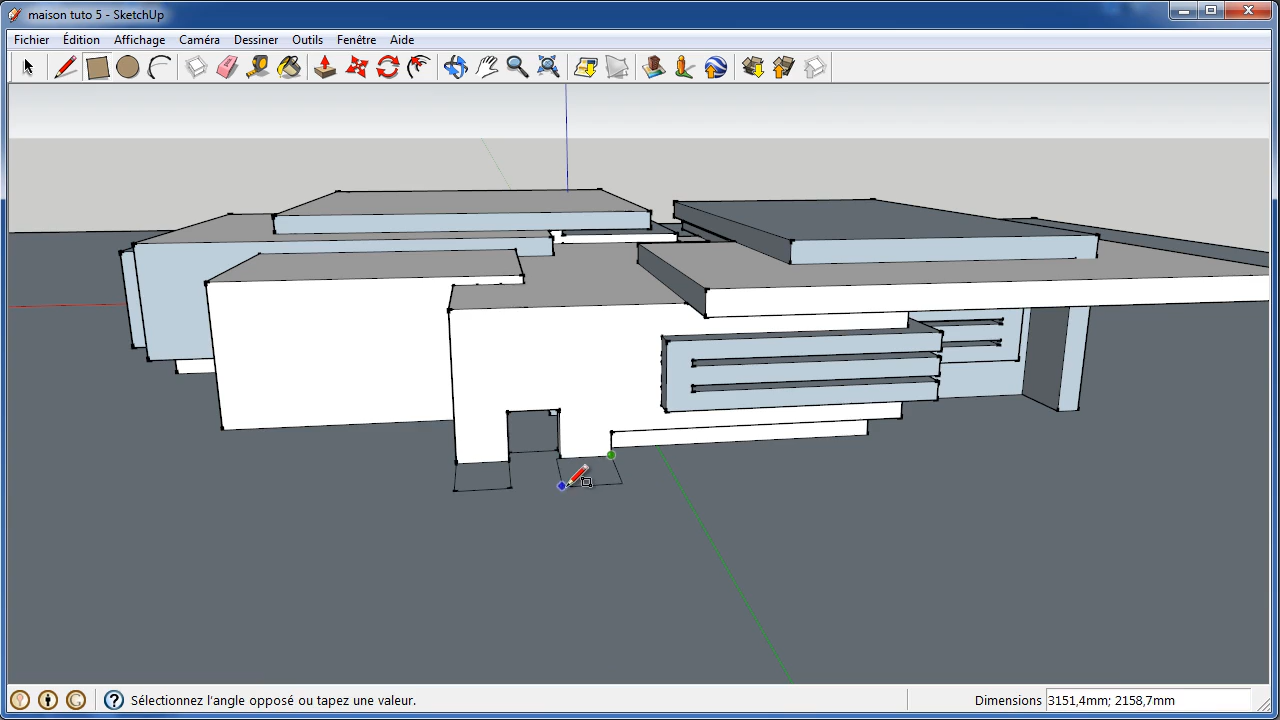 maison tuto 5 - SketchUp
Fichier Édition Affichage Caméra Dessiner Outils Fenêtre Aide
Sélectionnez l'angle opposé ou tapez une valeur. Dimensions 3151,4mm; 2158,7mm